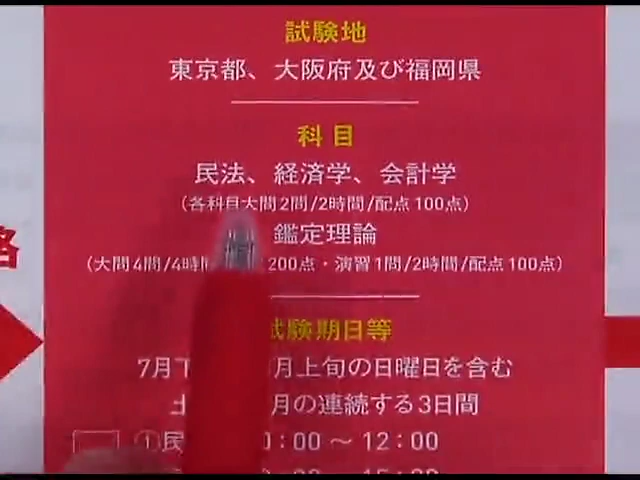 試験地
東京都、大阪府及び福岡県
科目
民法、経済学、会計学
(各科目大問2問/2時間/配点100点)
鑑定理論
(大問4問/4時間 200点・演習1問/2時間/配点100点)
試験期日等
7月 月上旬の日曜日を含む
土 月の連続する3日間
①民 0:00 ～ 12:00